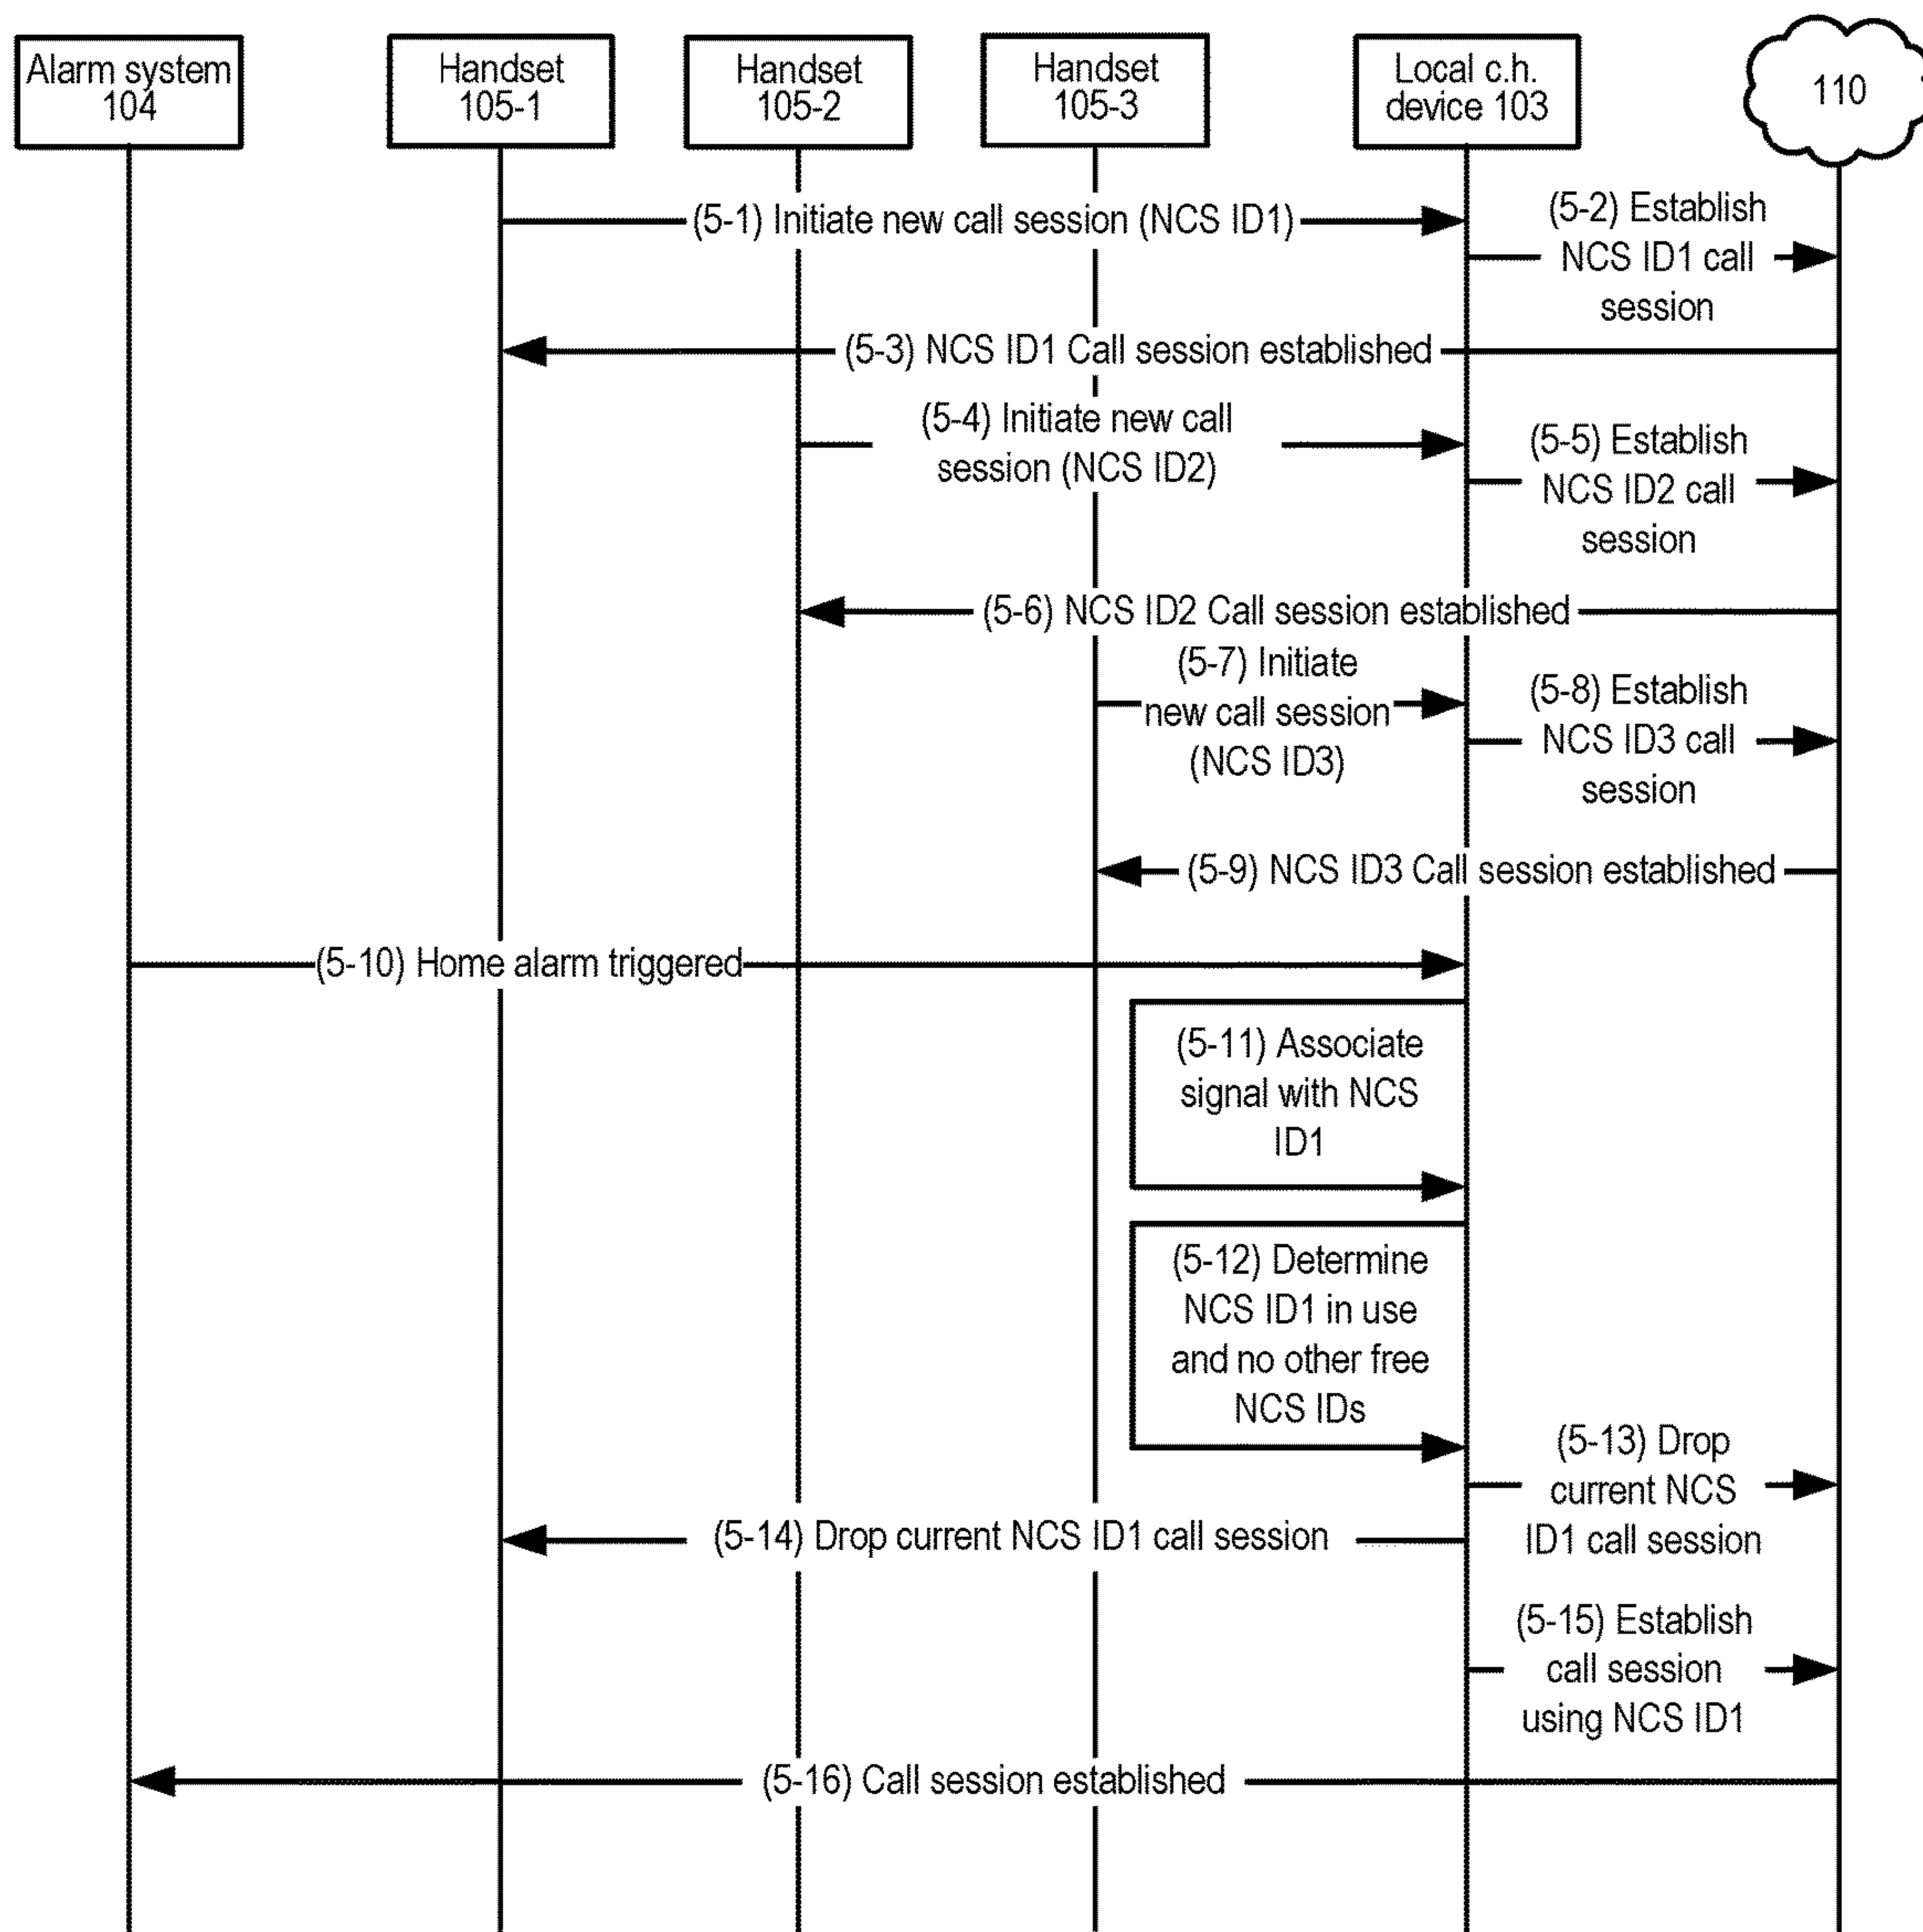 Alarm system
104
Handset
105-1
Handset
105-2
Handset
105-3
Local c.h.
device 103
110
(5-1) Initiate new call session (NCS ID1)
(5-2) Establish
NCS ID1 call
session
(5-3) NCS ID1 Call session established
(5-4) Initiate new call
session (NCS ID2)
(5-5) Establish
NCS ID2 call
session
(5-6) NCS ID2 Call session established
(5-7) Initiate
new call session
(NCS ID3)
(5-8) Establish
NCS ID3 call
session
(5-9) NCS ID3 Call session established
(5-10) Home alarm triggered
(5-11) Associate
signal with NCS
ID1
(5-12) Determine
NCS ID1 in use
and no other free
NCS IDs
(5-13) Drop
current NCS
ID1 call session
(5-14) Drop current NCS ID1 call session
(5-15) Establish
call session
using NCS ID1
(5-16) Call session established